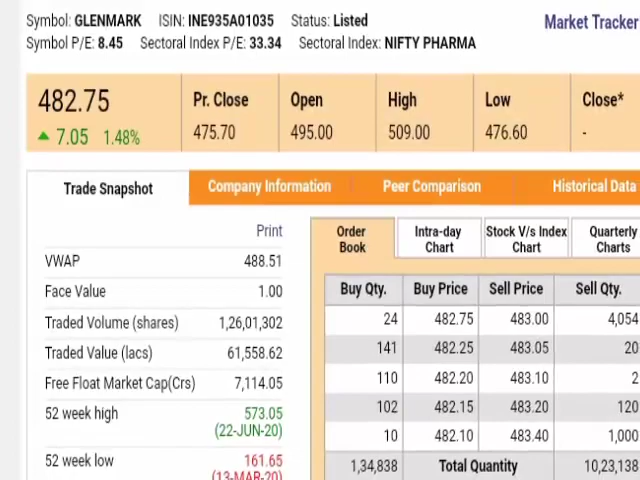 Symbol: GLENMARK ISIN: INE935A01035 Status: Listed
Market Tracker
Symbol P/E: 8.45 Sectoral Index P/E: 33.34 Sectoral Index: NIFTY PHARMA
482.75 Pr. Close Open High Low Close*
7.05 1.48% 475.70 495.00 509.00 476.60 -
Trade Snapshot Company Information Peer Comparison Historical Data
Print
VWAP 488.51
Face Value 1.00
Traded Volume (shares) 1,26,01,302
Traded Value (lacs) 61,558.62
Free Float Market Cap(Crs) 7,114.05
52 week high 573.05
(22-JUN-20)
52 week low 161.65
(13-MAR-20)
Order Book Intra-day Chart Stock V/s Index Chart Quarterly Charts
Buy Qty. Buy Price Sell Price Sell Qty.
24 482.75 483.00 4,054
141 482.25 483.05 20
110 482.20 483.10 2
102 482.15 483.20 120
10 482.10 483.40 1,000
1,34,838 Total Quantity 10,23,138